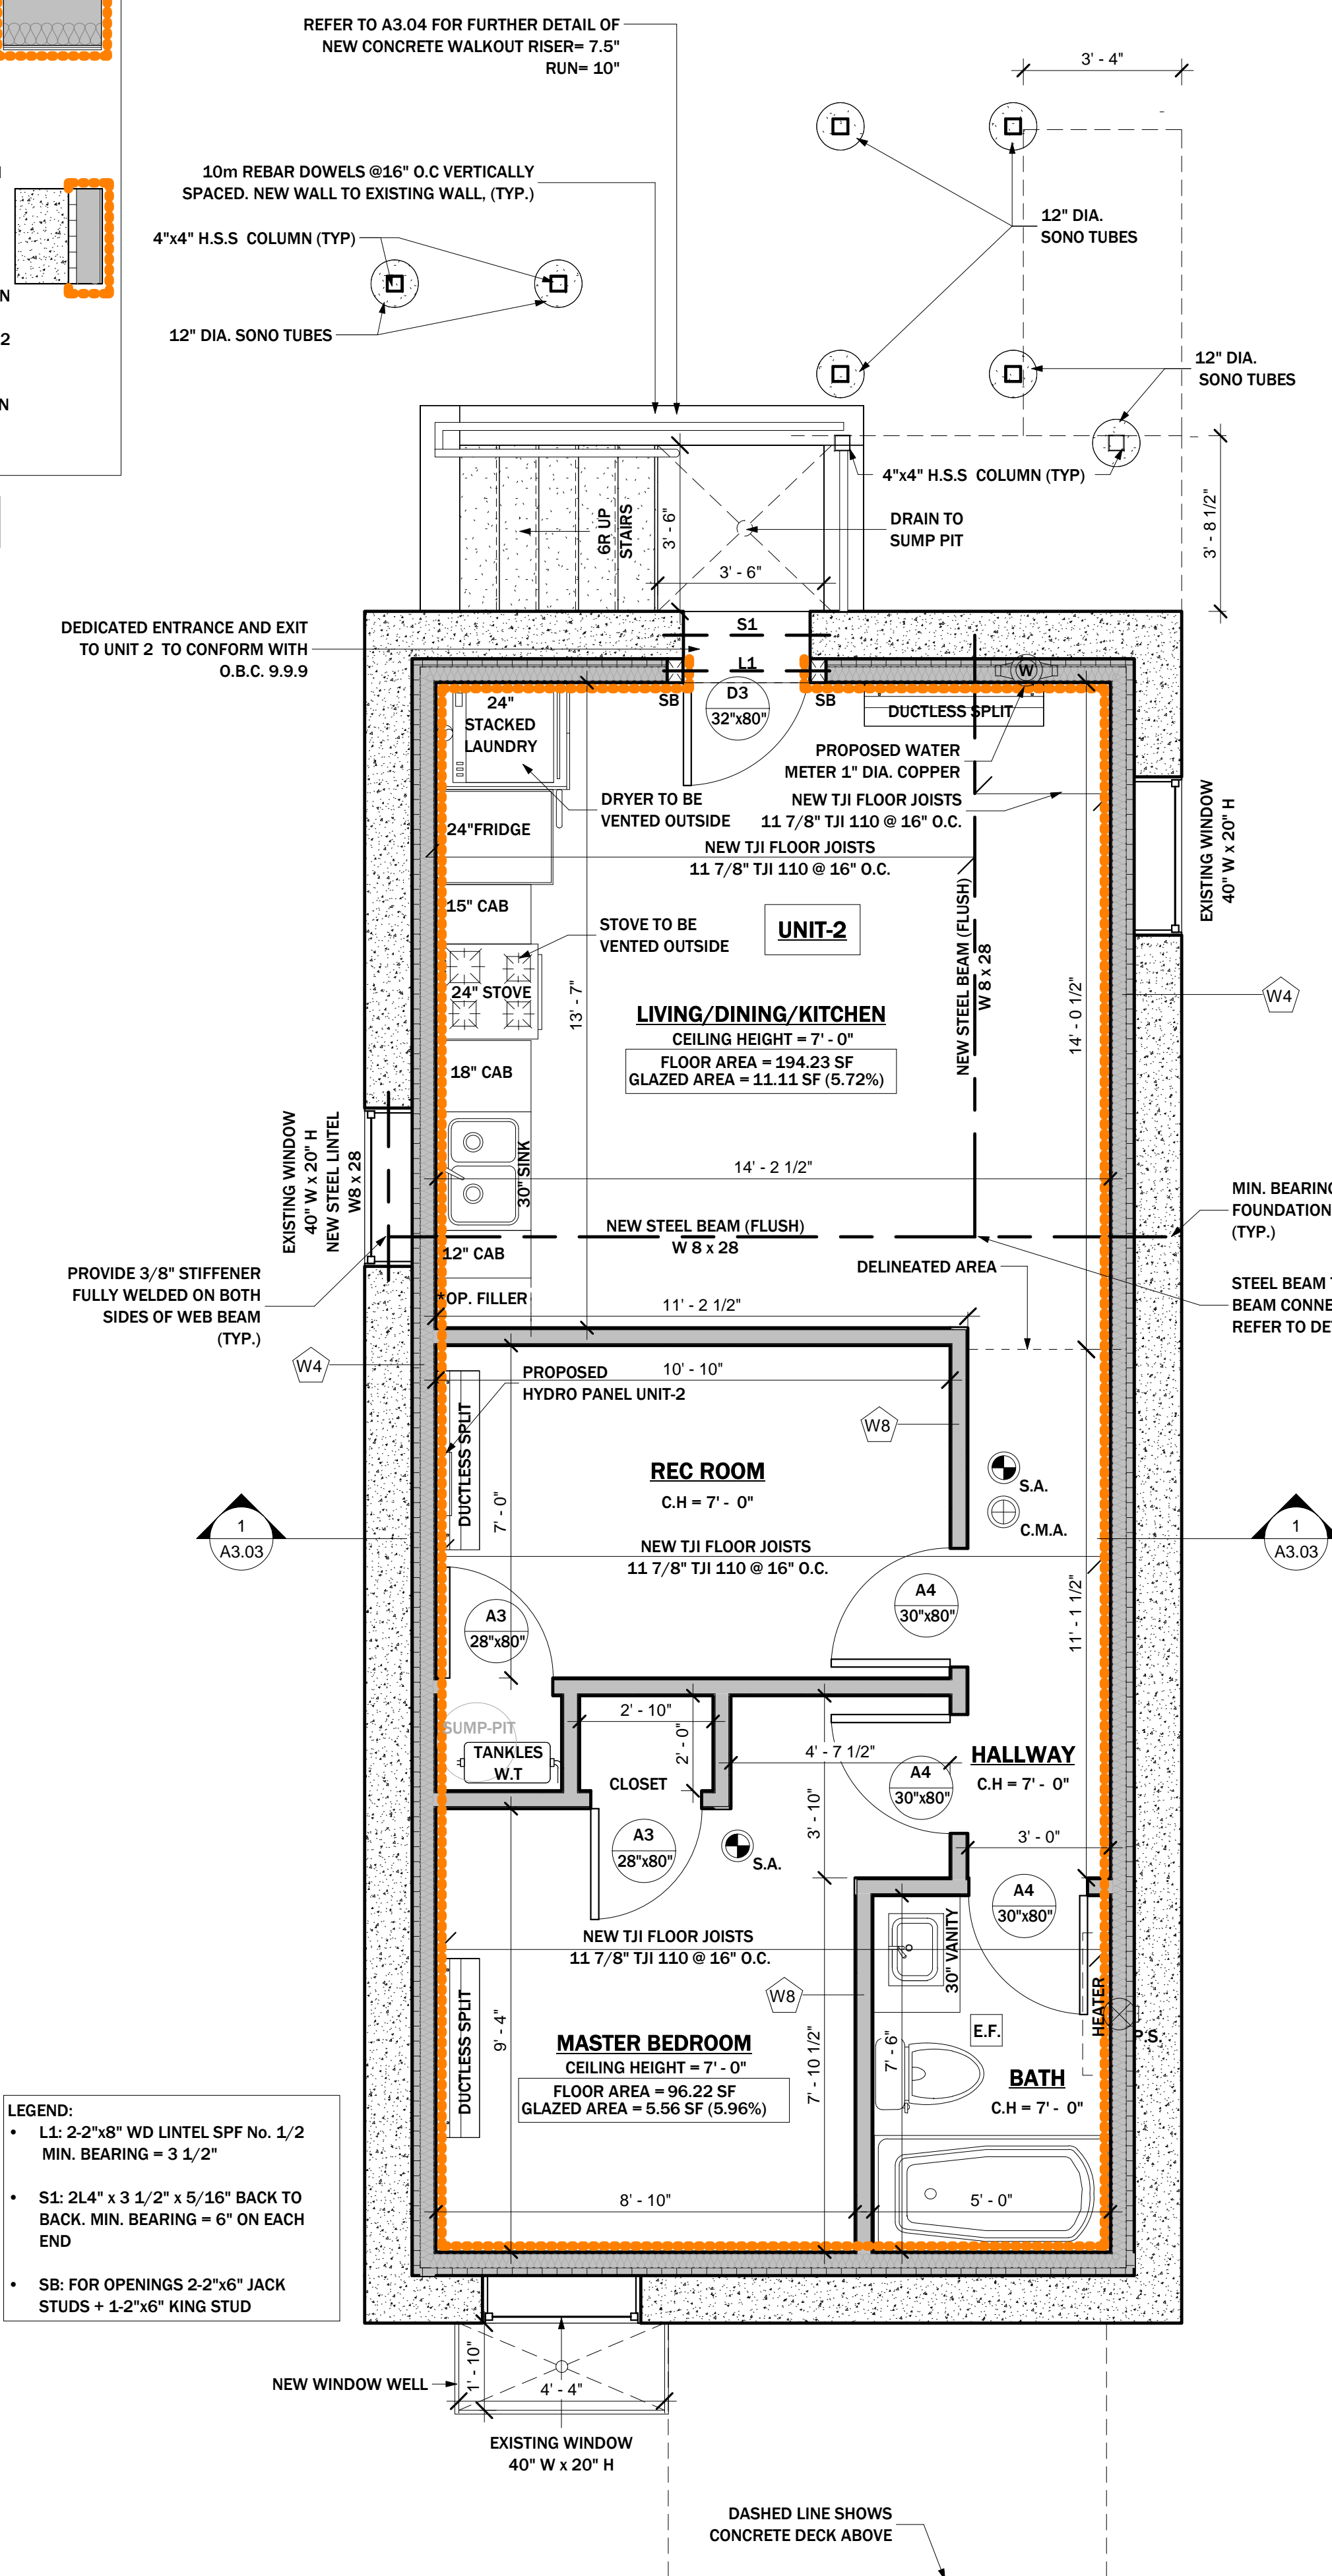 REFER TO A3.04 FOR FURTHER DETAIL OF
NEW CONCRETE WALKOUT RISER= 7.5"
RUN= 10"
3' - 4"
10m REBAR DOWELS @16" O.C VERTICALLY
SPACED. NEW WALL TO EXISTING WALL, (TYP.)
4"x4" H.S.S COLUMN (TYP)
12" DIA.
SONO TUBES
N
12" DIA. SONO TUBES
2
12" DIA.
SONO TUBES
N
4"x4" H.S.S COLUMN (TYP)
6R UP
STAIRS
3' - 6"
DRAIN TO
SUMP PIT
3' - 8 1/2"
3' - 6"
DEDICATED ENTRANCE AND EXIT
TO UNIT 2 TO CONFORM WITH
O.B.C. 9.9.9
S1
L1
W
SB
D3
32"x80"
SB
24"
STACKED
LAUNDRY
DUCTLESS SPLIT
PROPOSED WATER
METER 1" DIA. COPPER
DRYER TO BE
VENTED OUTSIDE
NEW TJI FLOOR JOISTS
11 7/8" TJI 110 @ 16" O.C.
24"FRIDGE
NEW TJI FLOOR JOISTS
11 7/8" TJI 110 @ 16" O.C.
EXISTING WINDOW
40" W x 20" H
15" CAB
STOVE TO BE
VENTED OUTSIDE
UNIT-2
NEW STEEL BEAM (FLUSH)
W 8 x 28
24" STOVE
13' - 7"
14' - 0 1/2"
W4
LIVING/DINING/KITCHEN
CEILING HEIGHT = 7' - 0"
FLOOR AREA = 194.23 SF
GLAZED AREA = 11.11 SF (5.72%)
18" CAB
EXISTING WINDOW
40" W x 20" H
NEW STEEL LINTEL
W8 x 28
30" SINK
14' - 2 1/2"
MIN. BEARING
FOUNDATION
(TYP.)
NEW STEEL BEAM (FLUSH)
W 8 x 28
12" CAB
DELINEATED AREA
PROVIDE 3/8" STIFFENER
FULLY WELDED ON BOTH
SIDES OF WEB BEAM
(TYP.)
STEEL BEAM
BEAM CONNE
REFER TO DE
*OP. FILLER
11' - 2 1/2"
W4
PROPOSED
HYDRO PANEL UNIT-2
10' - 10"
DUCTLESS SPLIT
W8
REC ROOM
C.H = 7' - 0"
7' - 0"
S.A.
C.M.A.
1
A3.03
1
A3.03
NEW TJI FLOOR JOISTS
11 7/8" TJI 110 @ 16" O.C.
A3
28"x80"
A4
30"x80"
11' - 1 1/2"
SUMP-PIT
TANKLES
W.T
2' - 10"
2' - 0"
CLOSET
4' - 7 1/2"
A4
30"x80"
HALLWAY
C.H = 7' - 0"
3' - 10"
A3
28"x80"
S.A.
3' - 0"
A4
30"x80"
NEW TJI FLOOR JOISTS
11 7/8" TJI 110 @ 16" O.C.
30" VANITY
W8
DUCTLESS SPLIT
9' - 4"
HEATER
E.F.
P.S.
MASTER BEDROOM
CEILING HEIGHT = 7' - 0"
FLOOR AREA = 96.22 SF
GLAZED AREA = 5.56 SF (5.96%)
7' - 10 1/2"
7' - 6"
BATH
C.H = 7' - 0"
LEGEND:
• L1: 2-2"x8" WD LINTEL SPF No. 1/2
MIN. BEARING = 3 1/2"
• S1: 2L4" x 3 1/2" x 5/16" BACK TO
BACK. MIN. BEARING = 6" ON EACH
END
• SB: FOR OPENINGS 2-2"x6" JACK
STUDS + 1-2"x6" KING STUD
8' - 10"
5' - 0"
1' - 10"
NEW WINDOW WELL
4' - 4"
EXISTING WINDOW
40" W x 20" H
DASHED LINE SHOWS
CONCRETE DECK ABOVE